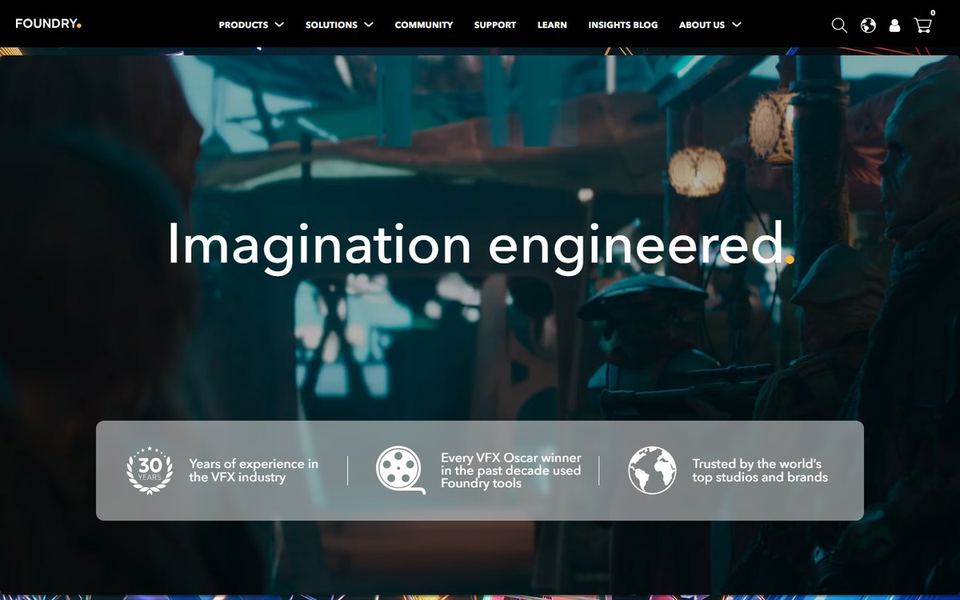 FOUNDRY.
PRODUCTS
SOLUTIONS
COMMUNITY
SUPPORT
LEARN
INSIGHTS BLOG
ABOUT US
0
Imagination engineered.
30
YEARS
Years of experience in
the VFX industry
Every VFX Oscar winner
in the past decade used
Foundry tools
Trusted by the world's
top studios and brands